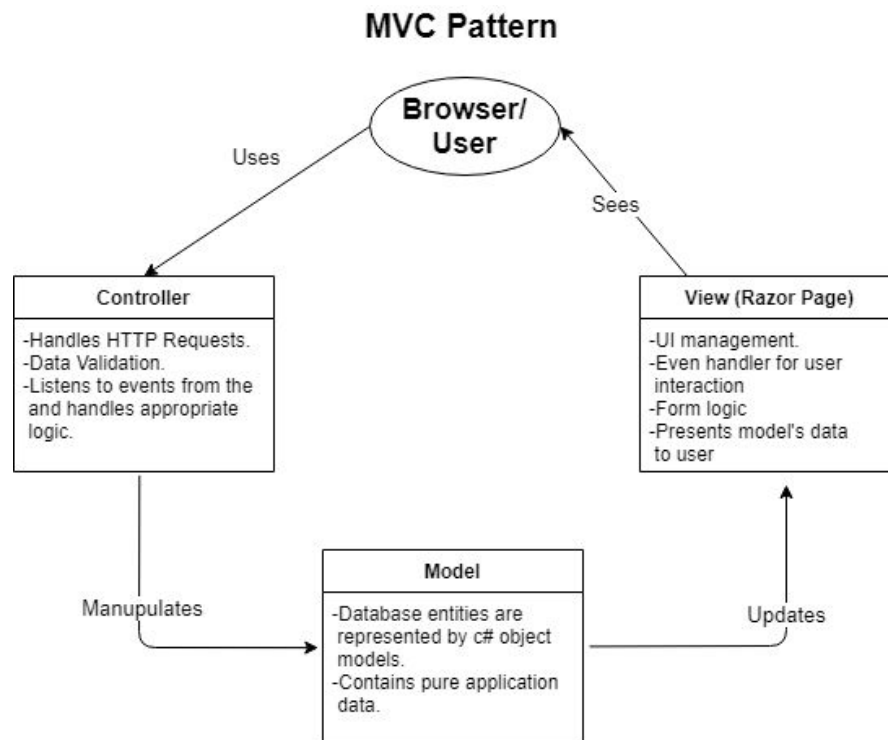 MVC Pattern
Browser/
User
Uses
Sees
Controller
-Handles HTTP Requests.
-Data Validation.
-Listens to events from the
and handles appropriate
logic.
View (Razor Page)
-UI management.
-Even handler for user
interaction
-Form logic
-Presents model's data
to user
Manupulates
Updates
Model
-Database entities are
represented by c# object
models.
-Contains pure application
data.